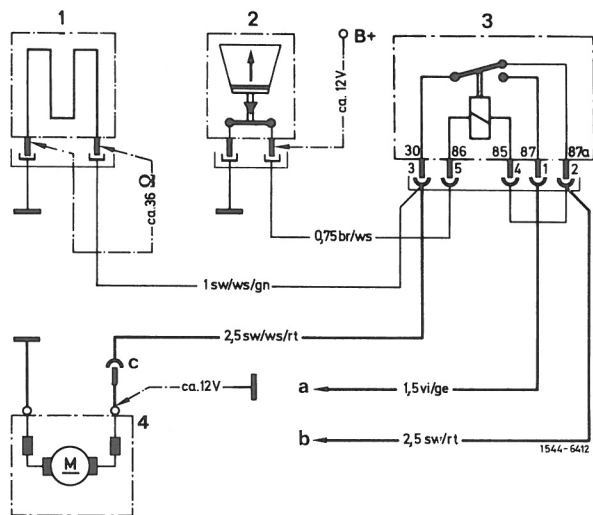 1
2
3
B+
ca. 12V
30
86
85
87
87a
3
5
4
1
2
ca.36 Ω
0,75 br/ws
1 sw/ws/gn
2,5 sw/ws/rt
c
ca. 12V
a
1,5 vi/ge
4
b
2,5 sw/rt
1544-6412
M